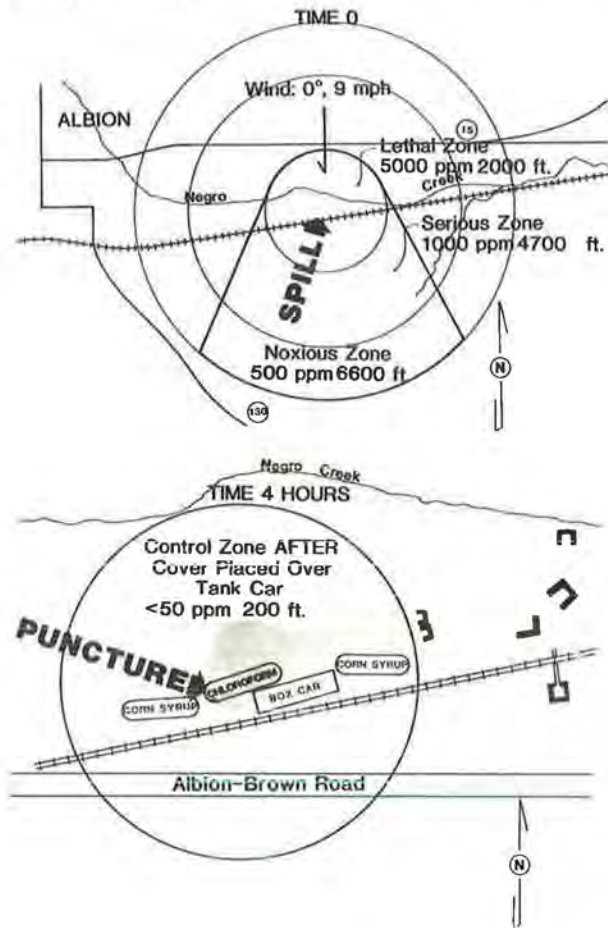 TIME 0
Wind: 0°, 9 mph
ALBION
15
Lethal Zone
5000 ppm 2000 ft.
Negro
Creek
Serious Zone
1000 ppm 4700 ft.
SPILL
Noxious Zone
500 ppm 6600 ft
N
130
Negro Creek
TIME 4 HOURS
Control Zone AFTER
Cover Placed Over
Tank Car
<50 ppm 200 ft.
PUNCTURE
CHLOROFORM
CORN SYRUP
BOX CAR
CORN SYRUP
Albion-Brown Road
N